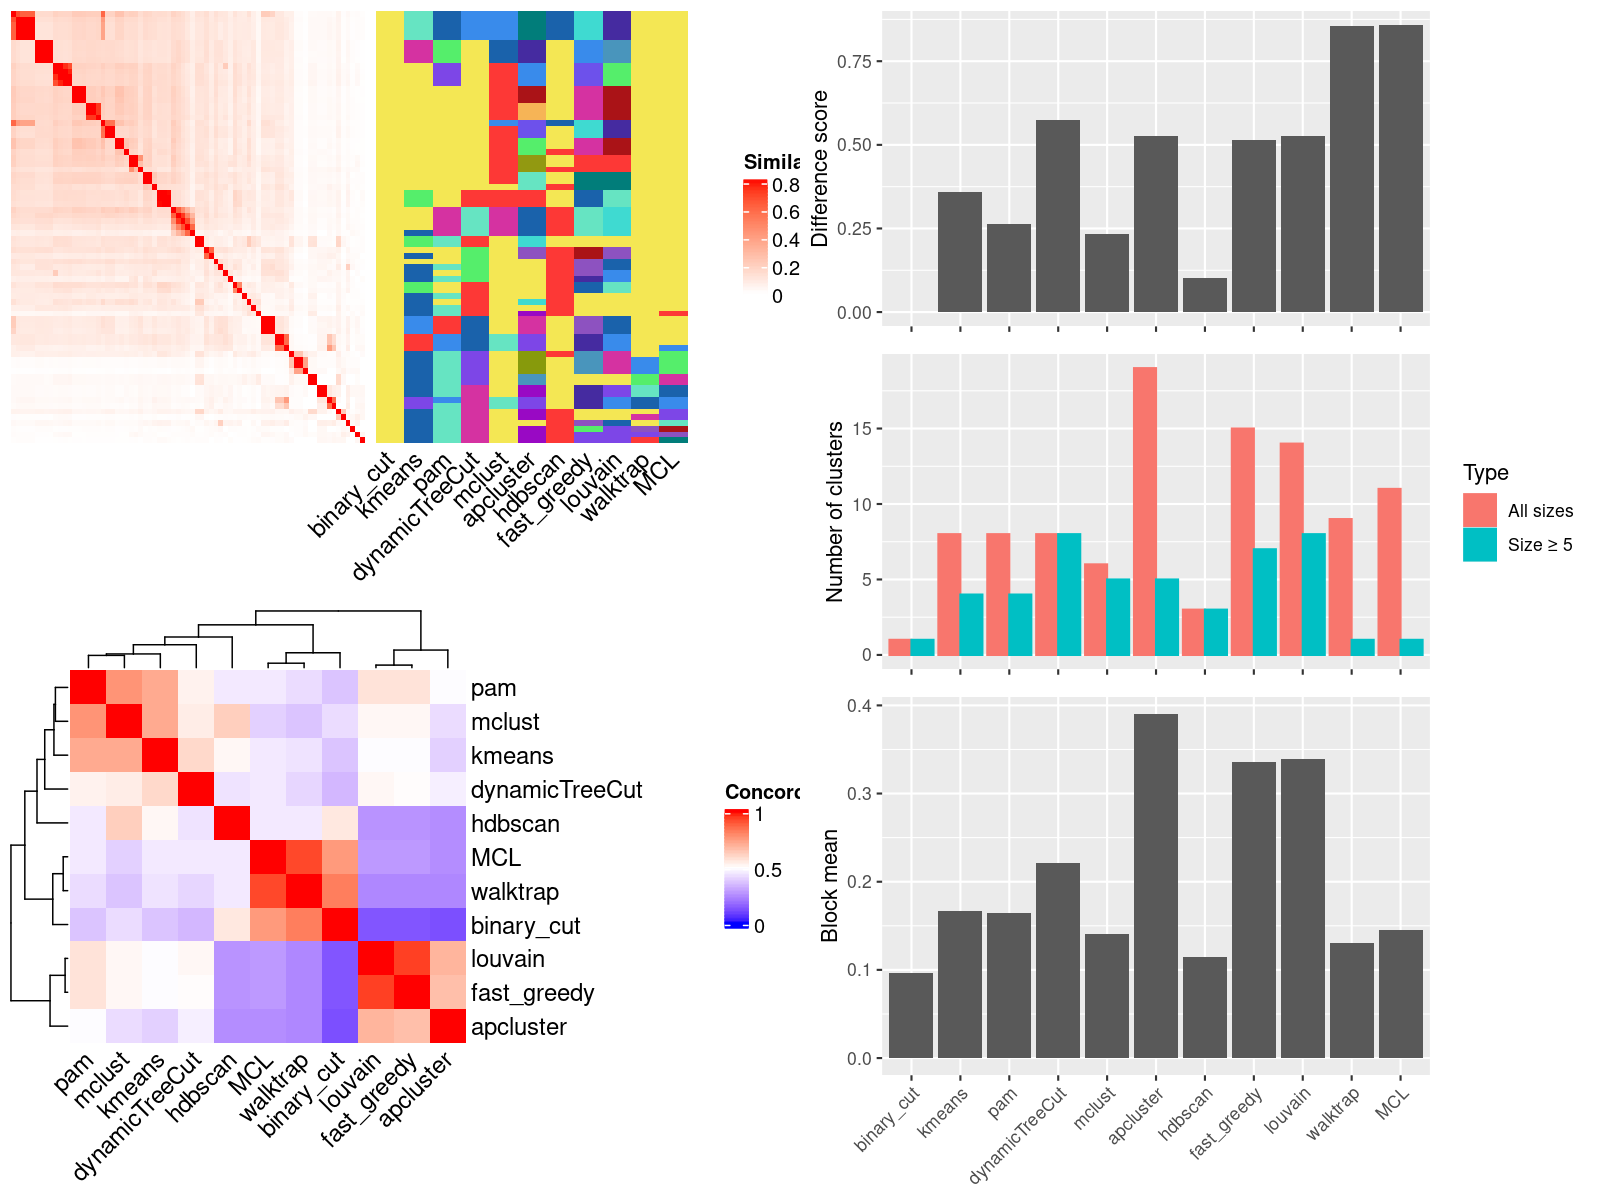 Simila
0.8
0.6
0.4
0.2
0
binary_cut
kmeans
pam
dynamicTreeCut
mclust
apcluster
hdbscan
fast_greedy
louvain
walktrap
MCL
Difference score
0.75
0.50
0.25
0.00
Number of clusters
15
10
5
0
Type
All sizes
Size ≥ 5
pam
mclust
kmeans
dynamicTreeCut
hdbscan
MCL
walktrap
binary_cut
louvain
fast_greedy
apcluster
pam
mclust
kmeans
dynamicTreeCut
hdbscan
MCL
walktrap
binary_cut
louvain
fast_greedy
apcluster
Concord
1
0.5
0
Block mean
0.4
0.3
0.2
0.1
0.0
binary_cut
kmeans
pam
dynamicTreeCut
mclust
apcluster
hdbscan
fast_greedy
louvain
walktrap
MCL